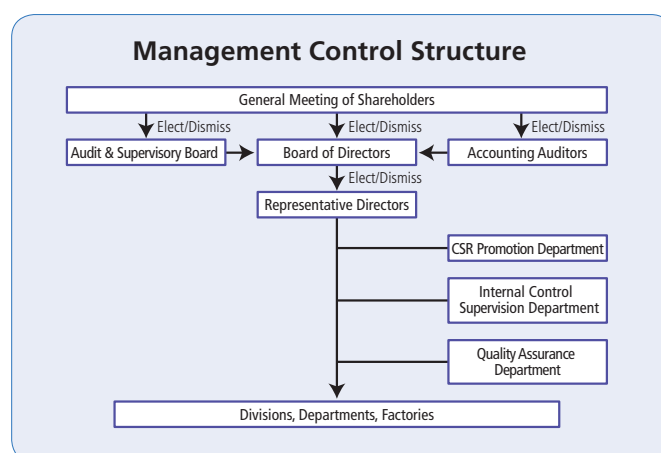 Management Control Structure
General Meeting of Shareholders
Elect/Dismiss
Elect/Dismiss
Elect/Dismiss
Audit & Supervisory Board
Board of Directors
Accounting Auditors
Elect/Dismiss
Representative Directors
CSR Promotion Department
Internal Control
Supervision Department
Quality Assurance
Department
Divisions, Departments, Factories